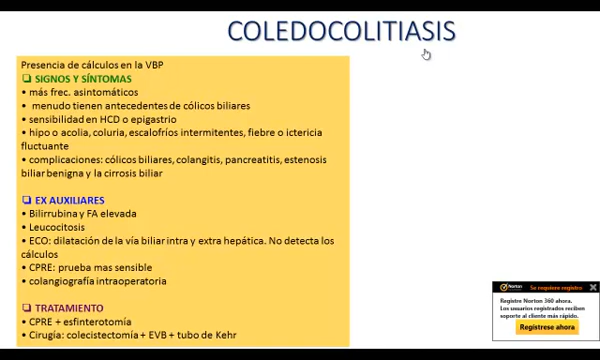 COLEDOCOLITIASIS
Presencia de cálculos en la VBP
❑ SIGNOS Y SÍNTOMAS
• más frec. asintomáticos
• menudo tienen antecedentes de cólicos biliares
• sensibilidad en HCD o epigastrio
• hipo o acolia, coluria, escalofríos intermitentes, fiebre o ictericia
fluctuante
• complicaciones: cólicos biliares, colangitis, pancreatitis, estenosis
biliar benigna y la cirrosis biliar
❑ EX AUXILIARES
• Bilirrubina y FA elevada
• Leucocitosis
• ECO: dilatación de la vía biliar intra y extra hepática. No detecta los
cálculos
• CPRE: prueba mas sensible
• colangiografía intraoperatoria
❑ TRATAMIENTO
• CPRE + esfinterotomía
• Cirugía: colecistectomía + EVB + tubo de Kehr
Norton Se requiere registro
Registre Norton 360 ahora.
Los usuarios registrados reciben
soporte al cliente más rápido.
Regístrese ahora